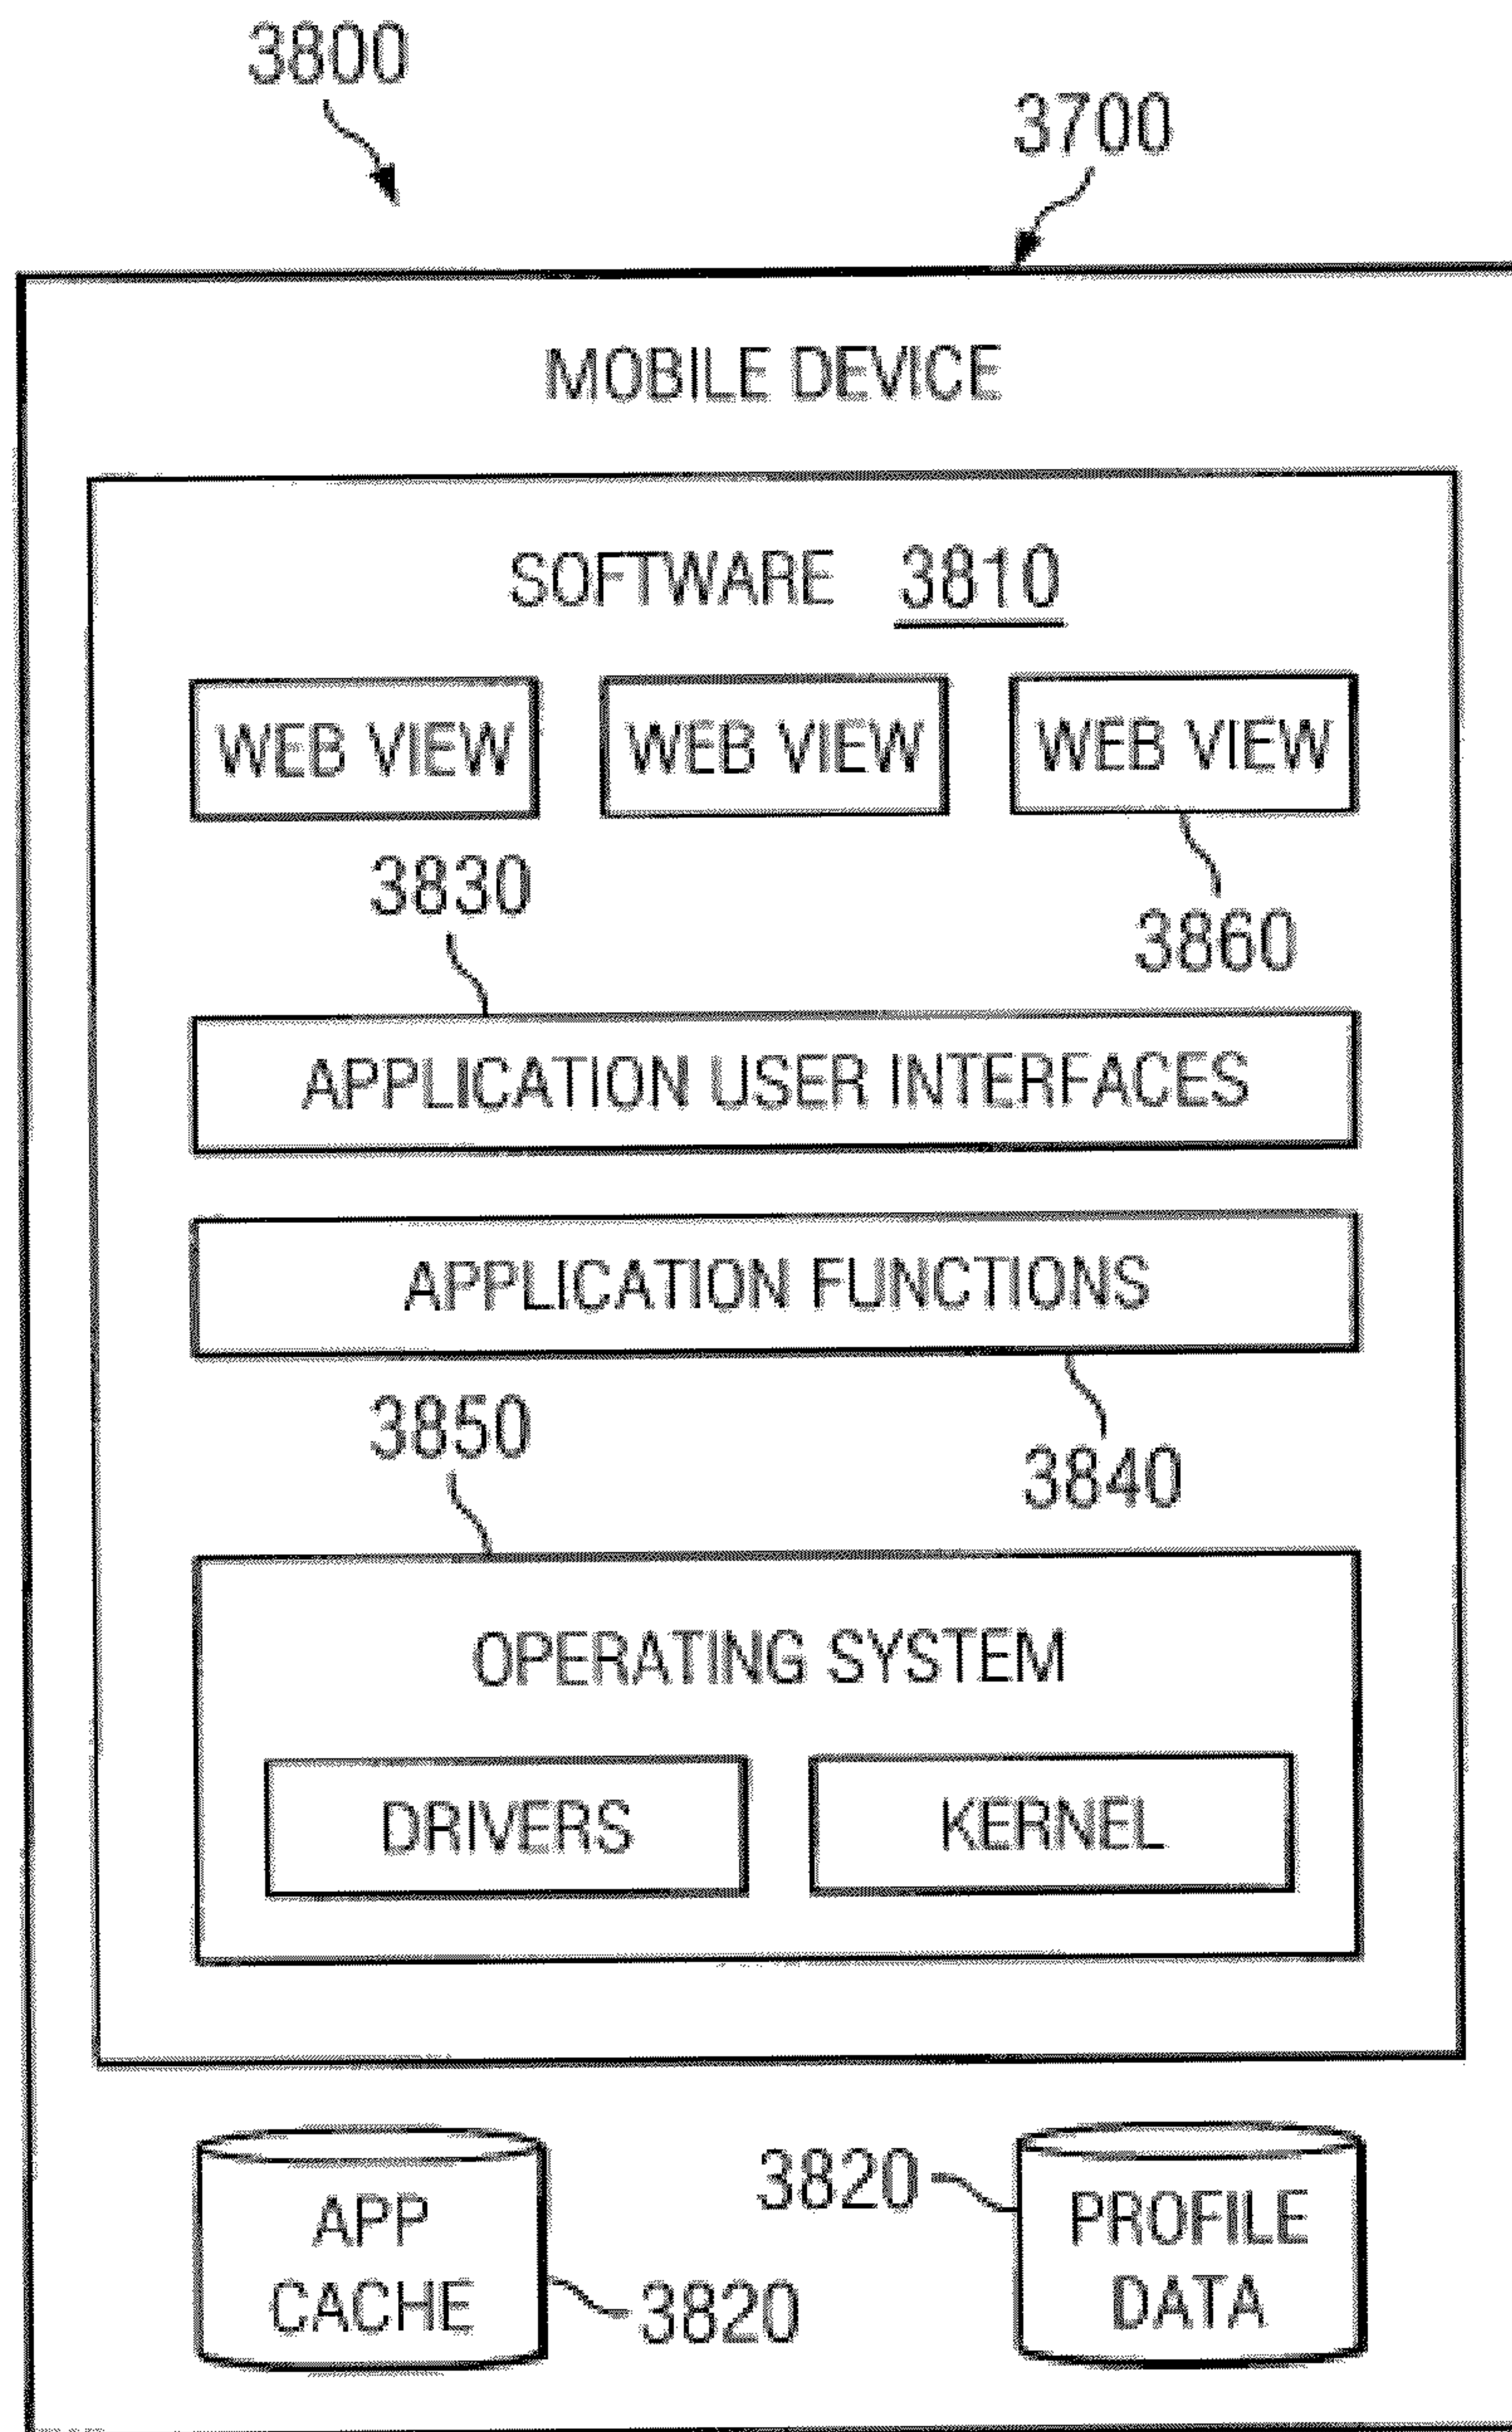 3800
3700
MOBILE DEVICE
SOFTWARE 3810
WEB VIEW WEB VIEW WEB VIEW
3830
3860
APPLICATION USER INTERFACES
APPLICATION FUNCTIONS
3850
3840
OPERATING SYSTEM
DRIVERS KERNEL
APP
CACHE
3820
3820
PROFILE
DATA